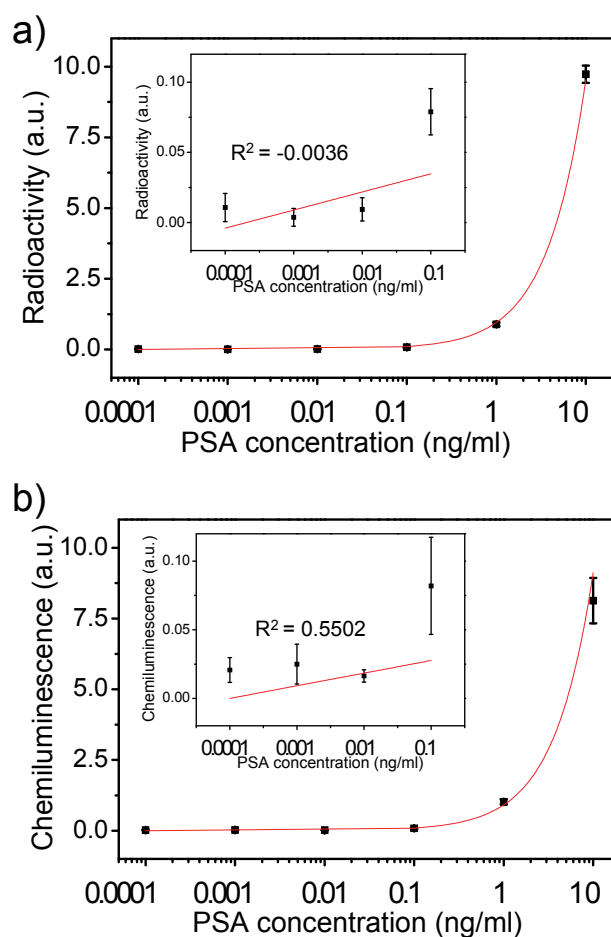 a)
10.0
7.5
5.0
2.5
0.0
Radioactivity (a.u.)
0.0001 0.001 0.01 0.1 1 10
PSA concentration (ng/ml)
0.10
0.05
0.00
Radioactivity (a.u.)
R² = -0.0036
0.0001 0.001 0.01 0.1
PSA concentration (ng/ml)
b)
10.0
7.5
5.0
2.5
0.0
Chemiluminescence (a.u.)
0.0001 0.001 0.01 0.1 1 10
PSA concentration (ng/ml)
0.10
0.05
0.00
Chemiluminescence (a.u.)
R² = 0.5502
0.0001 0.001 0.01 0.1
PSA concentration (ng/ml)